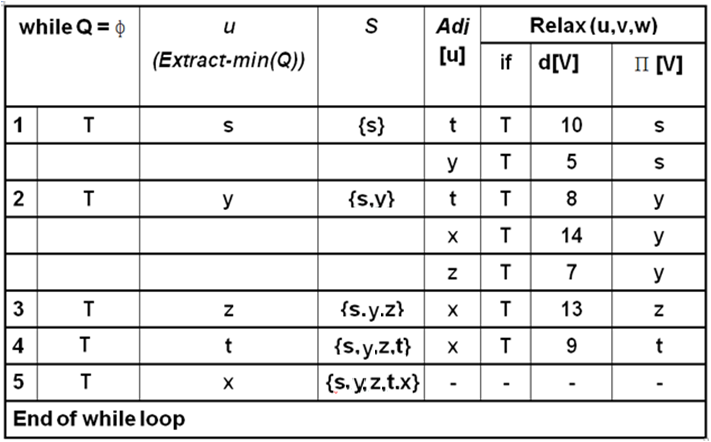 while Q = ϕ u S Adj Relax (u,v,w)
(Extract-min(Q)) [u] if d[V] Π [V]
1 T s {s} t T 10 s
y T 5 s
2 T y {s,y} t T 8 y
x T 14 y
z T 7 y
3 T z {s.y.z} x T 13 z
4 T t {s,y,z,t} x T 9 t
5 T x {s.y,z,t.x} - - - -
End of while loop